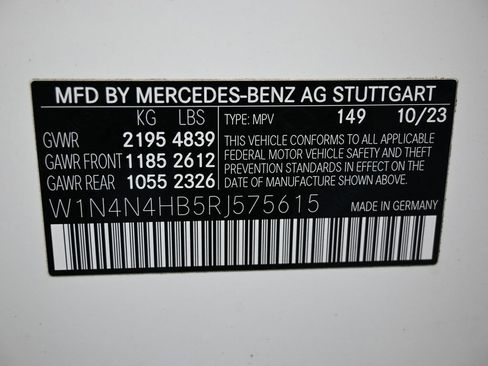 MFD BY MERCEDES-BENZ AG STUTTGART
KG LBS TYPE: MPV 149 10/23
GVWR 2195 4839
GAWR FRONT 1185 2612
GAWR REAR 1055 2326
THIS VEHICLE CONFORMS TO ALL APPLICABLE
FEDERAL MOTOR VEHICLE SAFETY AND THEFT
PREVENTION STANDARDS IN EFFECT ON THE
DATE OF MANUFACTURE SHOWN ABOVE.
W1N4N4HB5RJ575615 MADE IN GERMANY